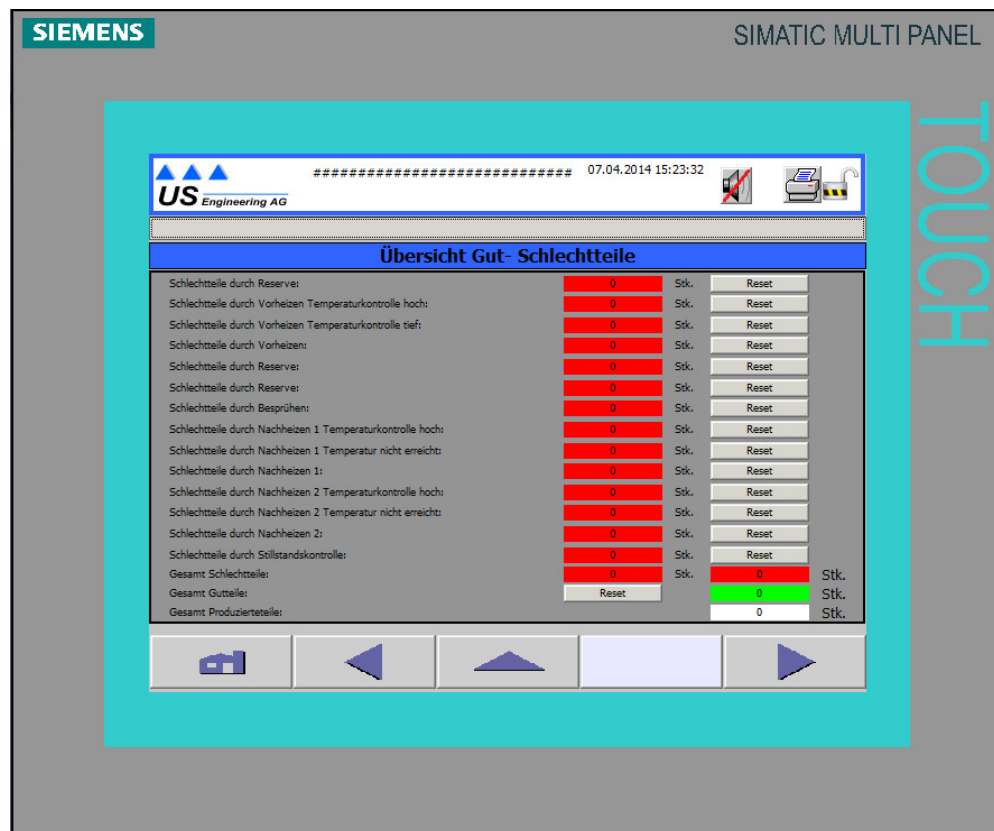 SIEMENS
SIMATIC MULTI PANEL
TOUCH
US Engineering AG
############################# 07.04.2014 15:23:32
Übersicht Gut- Schlechtteile
Schlechtteile durch Reserve: 0 Stk. Reset
Schlechtteile durch Vorheizen Temperaturkontrolle hoch: 0 Stk. Reset
Schlechtteile durch Vorheizen Temperaturkontrolle tief: 0 Stk. Reset
Schlechtteile durch Vorheizen: 0 Stk. Reset
Schlechtteile durch Reserve: 0 Stk. Reset
Schlechtteile durch Reserve: 0 Stk. Reset
Schlechtteile durch Besprühen: 0 Stk. Reset
Schlechtteile durch Nachheizen 1 Temperaturkontrolle hoch: 0 Stk. Reset
Schlechtteile durch Nachheizen 1 Temperatur nicht erreicht: 0 Stk. Reset
Schlechtteile durch Nachheizen 1: 0 Stk. Reset
Schlechtteile durch Nachheizen 2 Temperaturkontrolle hoch: 0 Stk. Reset
Schlechtteile durch Nachheizen 2 Temperatur nicht erreicht: 0 Stk. Reset
Schlechtteile durch Nachheizen 2: 0 Stk. Reset
Schlechtteile durch Stillstandskontrolle: 0 Stk. Reset
Gesamt Schlechtteile: 0 Stk. 0 Stk.
Gesamt Gutteile: Reset 0 Stk.
Gesamt Produzierteteile: 0 Stk.